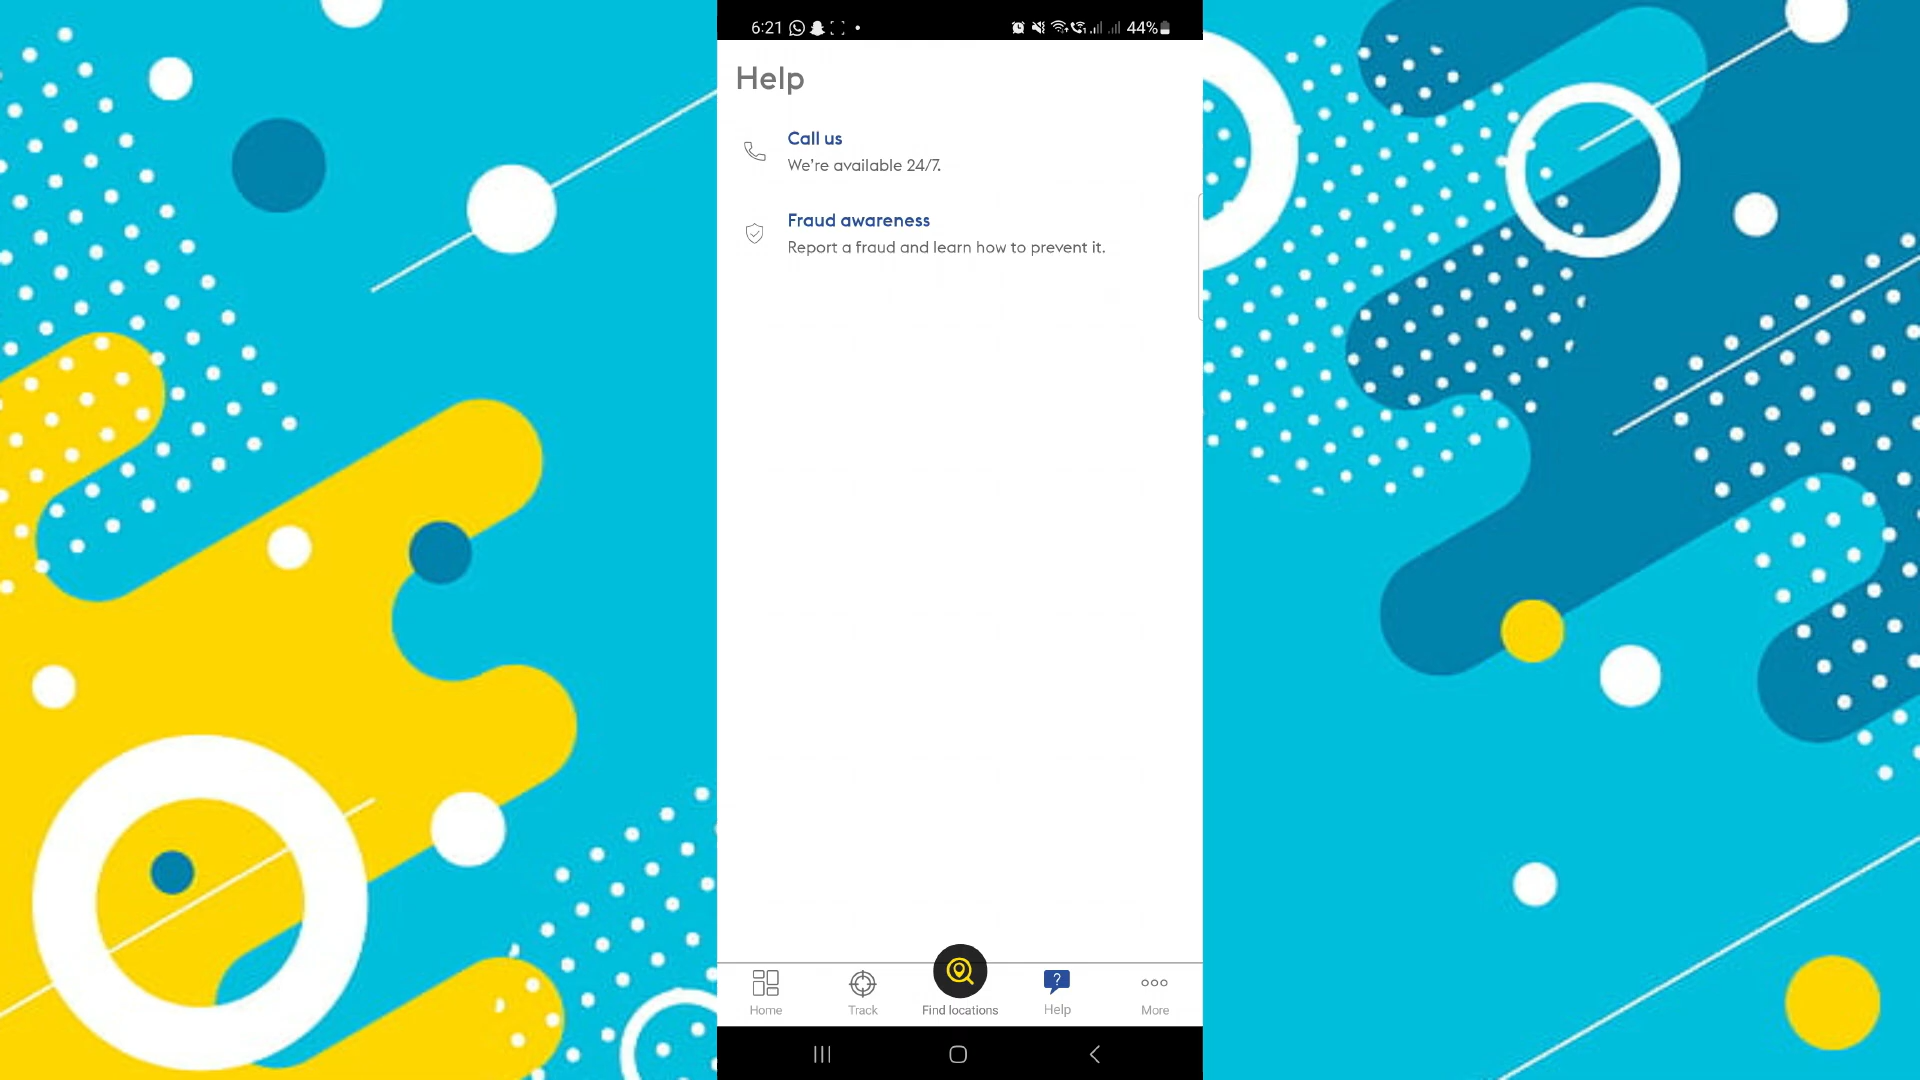 6:21
44%
Help
Call us
We're available 24/7.
Fraud awareness
Report a fraud and learn how to prevent it.
Home
Track
Find locations
Help
More